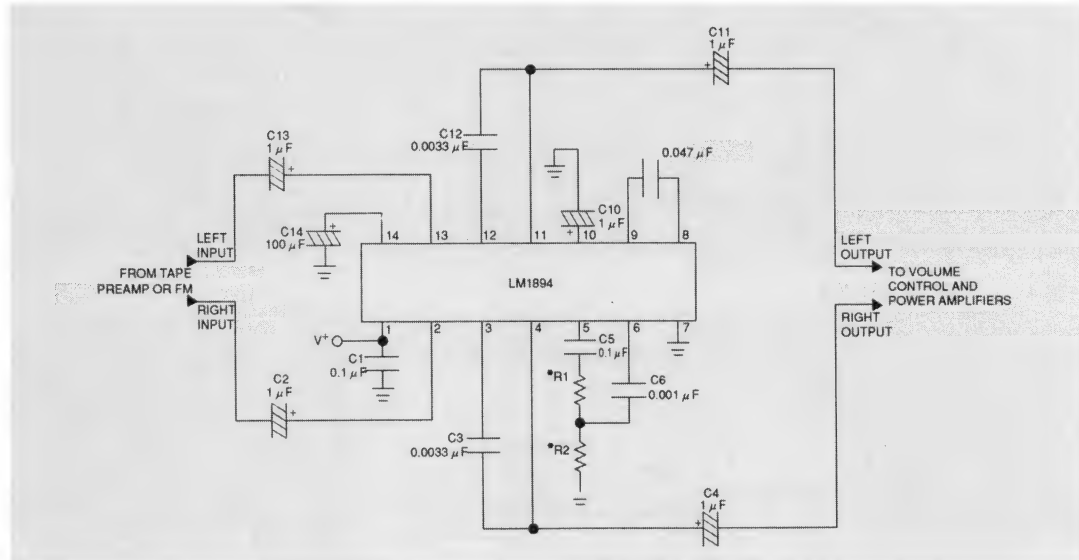 C11
1 μF
C12
0.0033 μF
C13
1 μF
+
+
0.047 μF
C14
100 μF
+
C10
1 μF
+
14 13 12 11 10 9 8
LEFT
INPUT
FROM TAPE
PREAMP OR FM
RIGHT
INPUT
LM1894
LEFT
OUTPUT
TO VOLUME
CONTROL AND
POWER AMPLIFIERS
RIGHT
OUTPUT
1 2 3 4 5 6 7
V+
C1
0.1 μF
C5
0.1 μF
*R1
C6
0.001 μF
C2
1 μF
+
C3
0.0033 μF
*R2
C4
1 μF
+